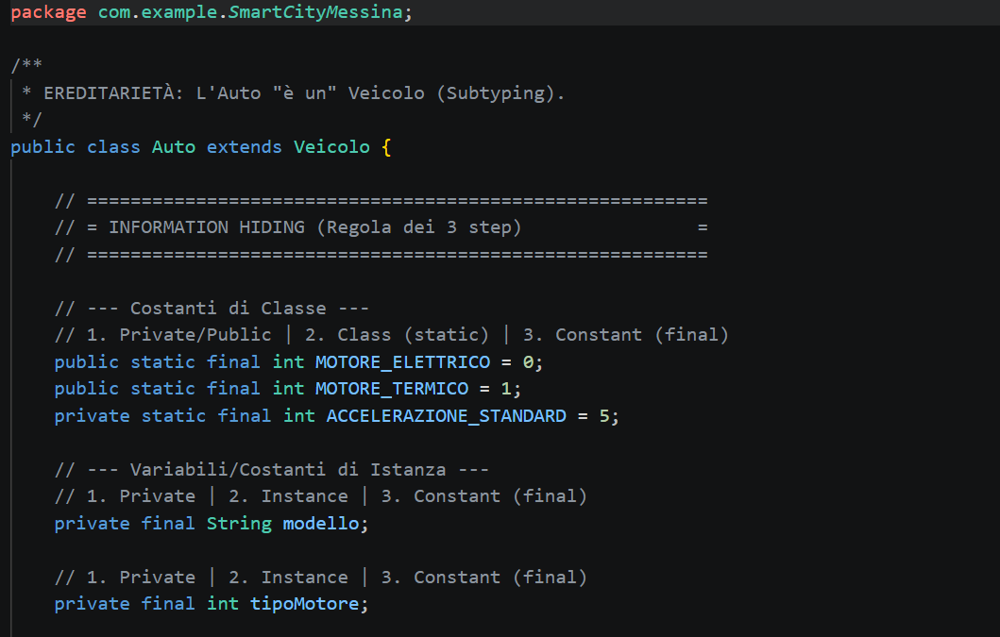 package com.example.SmartCityMessina;
/**
 * EREDITARIETÀ: L'Auto "è un" Veicolo (Subtyping).
 */
public class Auto extends Veicolo {
    // =========================================================
    // = INFORMATION HIDING (Regola dei 3 step)                =
    // =========================================================
    // --- Costanti di Classe ---
    // 1. Private/Public | 2. Class (static) | 3. Constant (final)
    public static final int MOTORE_ELETTRICO = 0;
    public static final int MOTORE_TERMICO = 1;
    private static final int ACCELERAZIONE_STANDARD = 5;
    // --- Variabili/Costanti di Istanza ---
    // 1. Private | 2. Instance | 3. Constant (final)
    private final String modello;
    // 1. Private | 2. Instance | 3. Constant (final)
    private final int tipoMotore;